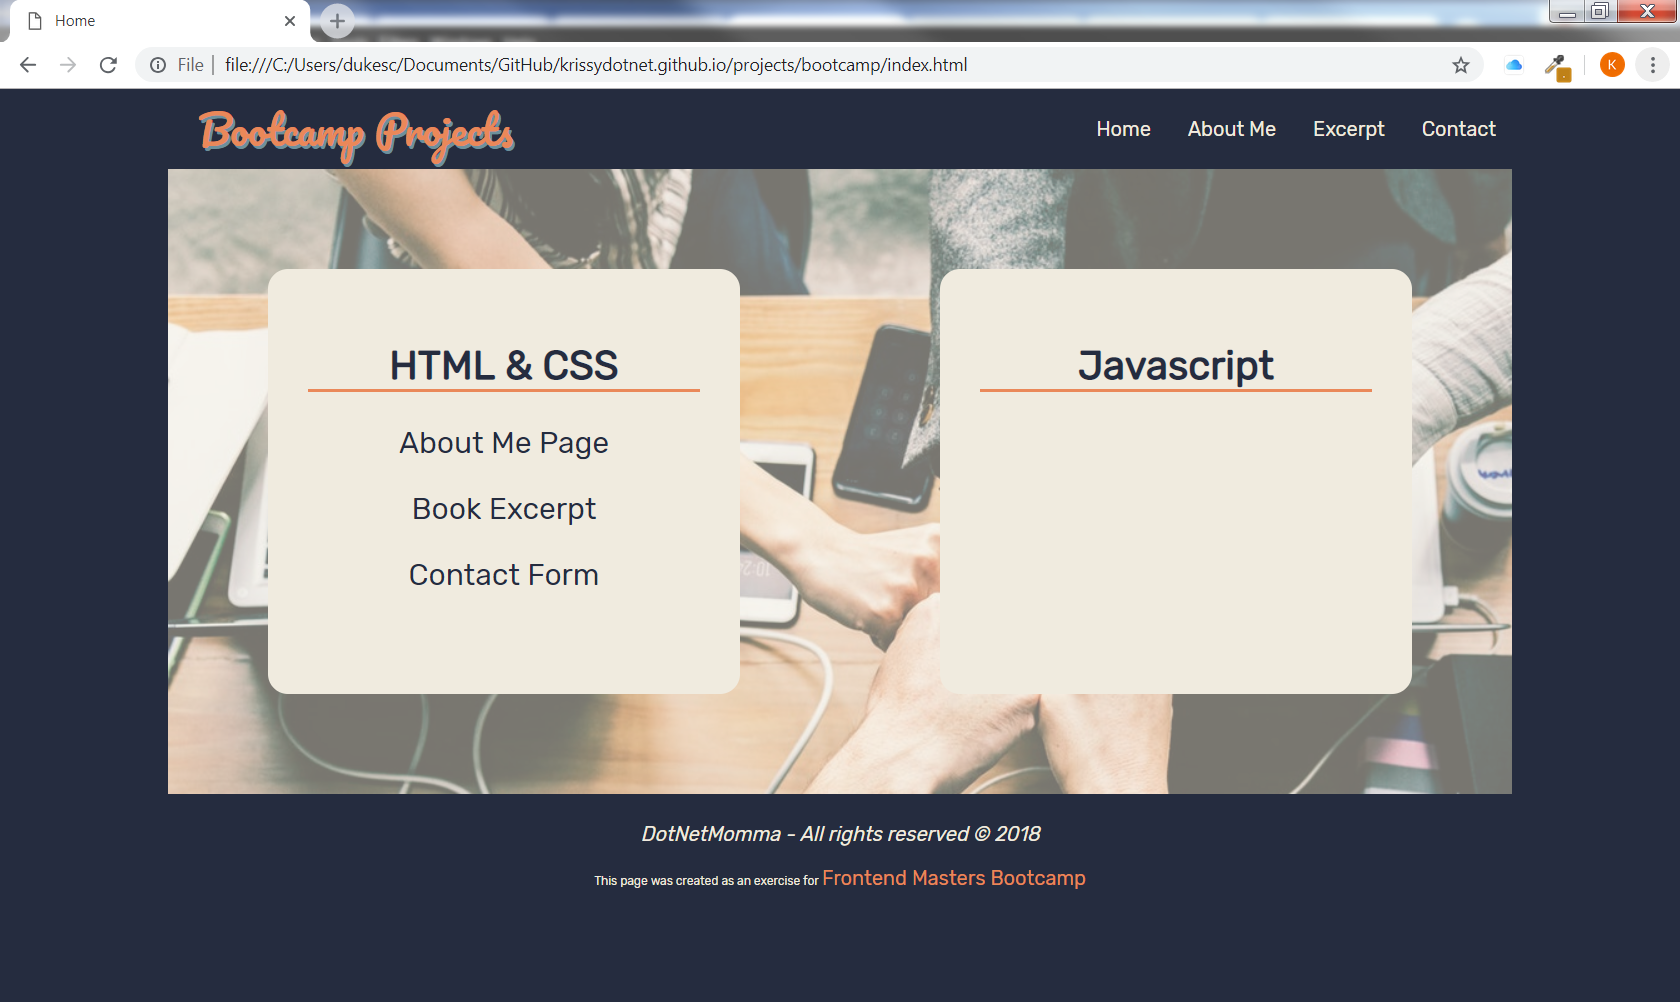 Home
File
file:///C:/Users/dukesc/Documents/GitHub/krissydotnet.github.io/projects/bootcamp/index.html
K
Bootcamp Projects
Home About Me Excerpt Contact
HTML & CSS
About Me Page
Book Excerpt
Contact Form
Javascript
DotNetMomma - All rights reserved © 2018
This page was created as an exercise for Frontend Masters Bootcamp